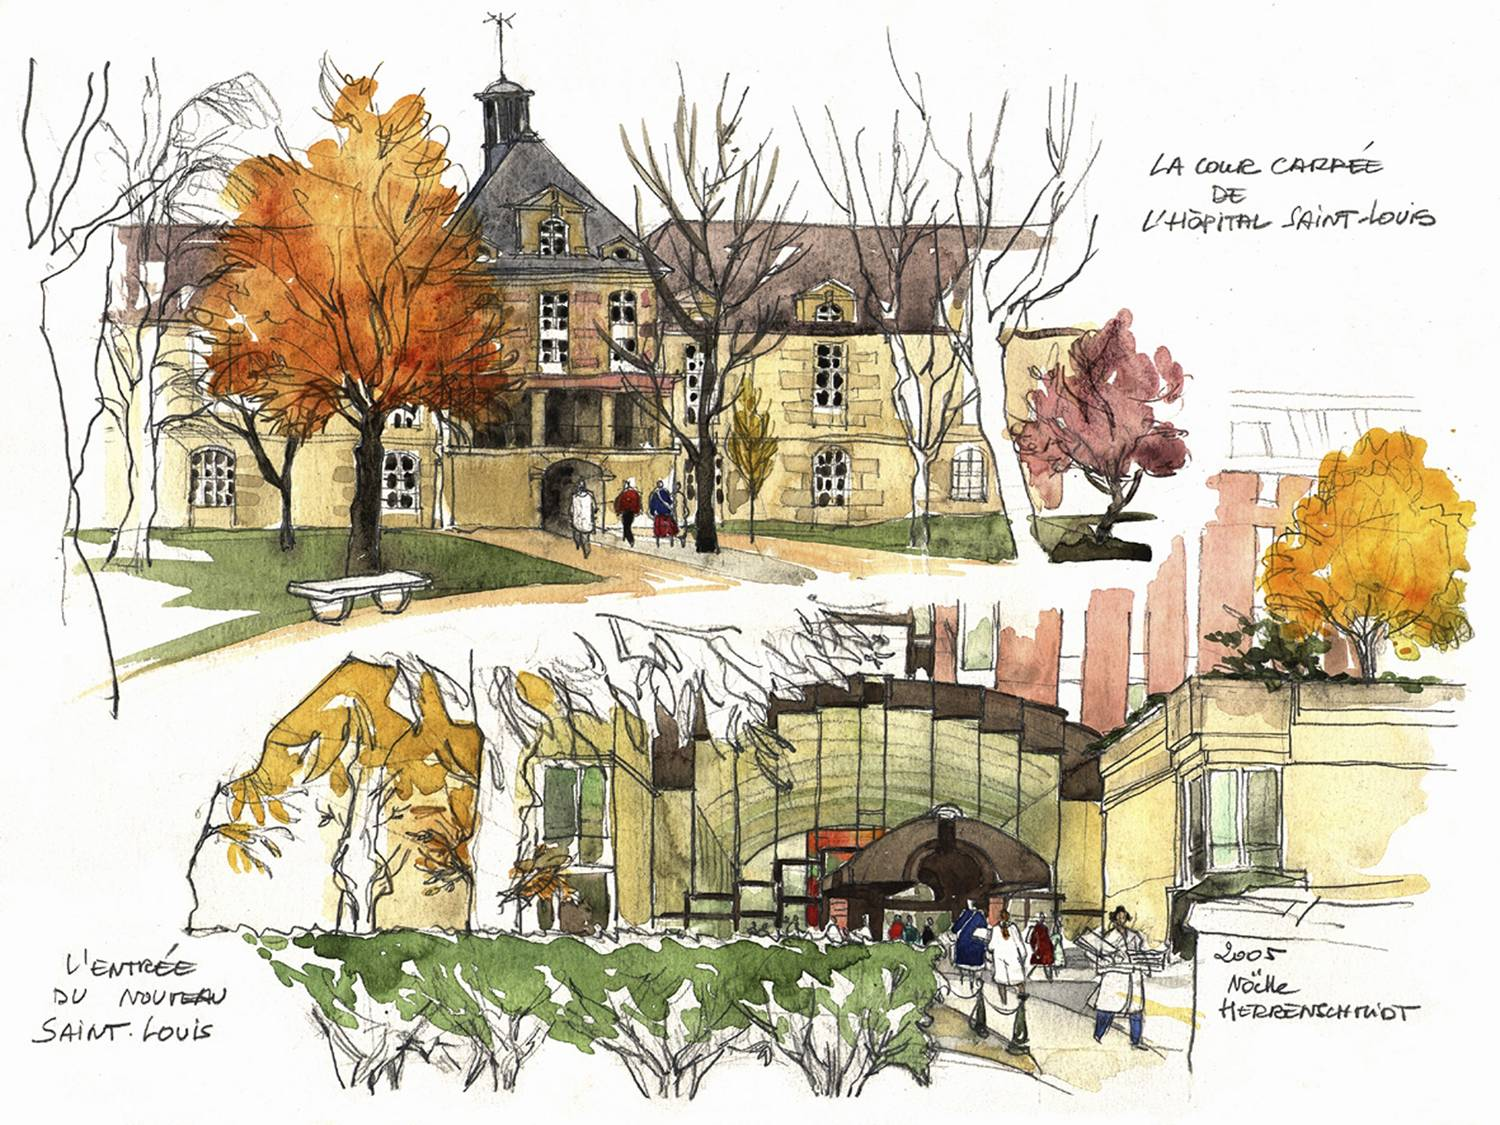 LA COUR CARRÉE
DE
L'HÔPITAL SAINT-LOUIS
L'ENTRÉE
DU NOUVEAU
SAINT-LOUIS
2005
Noëlle
HERRENSCHMIDT